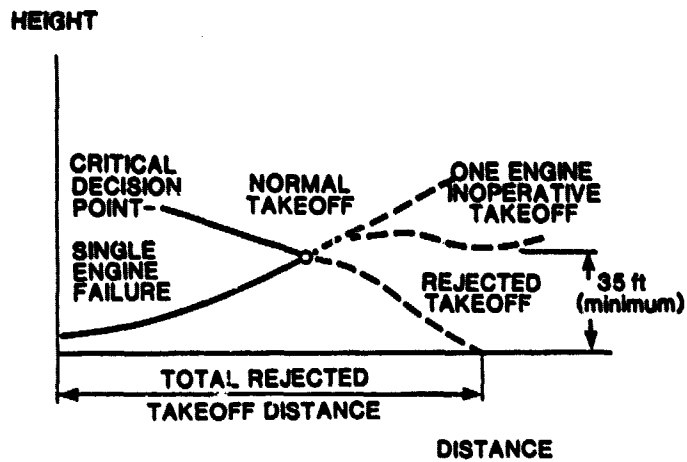 HEIGHT
CRITICAL
DECISION
POINT
NORMAL
TAKEOFF
ONE ENGINE
INOPERATIVE
TAKEOFF
SINGLE
ENGINE
FAILURE
REJECTED
TAKEOFF
35 ft
(minimum)
TOTAL REJECTED
TAKEOFF DISTANCE
DISTANCE